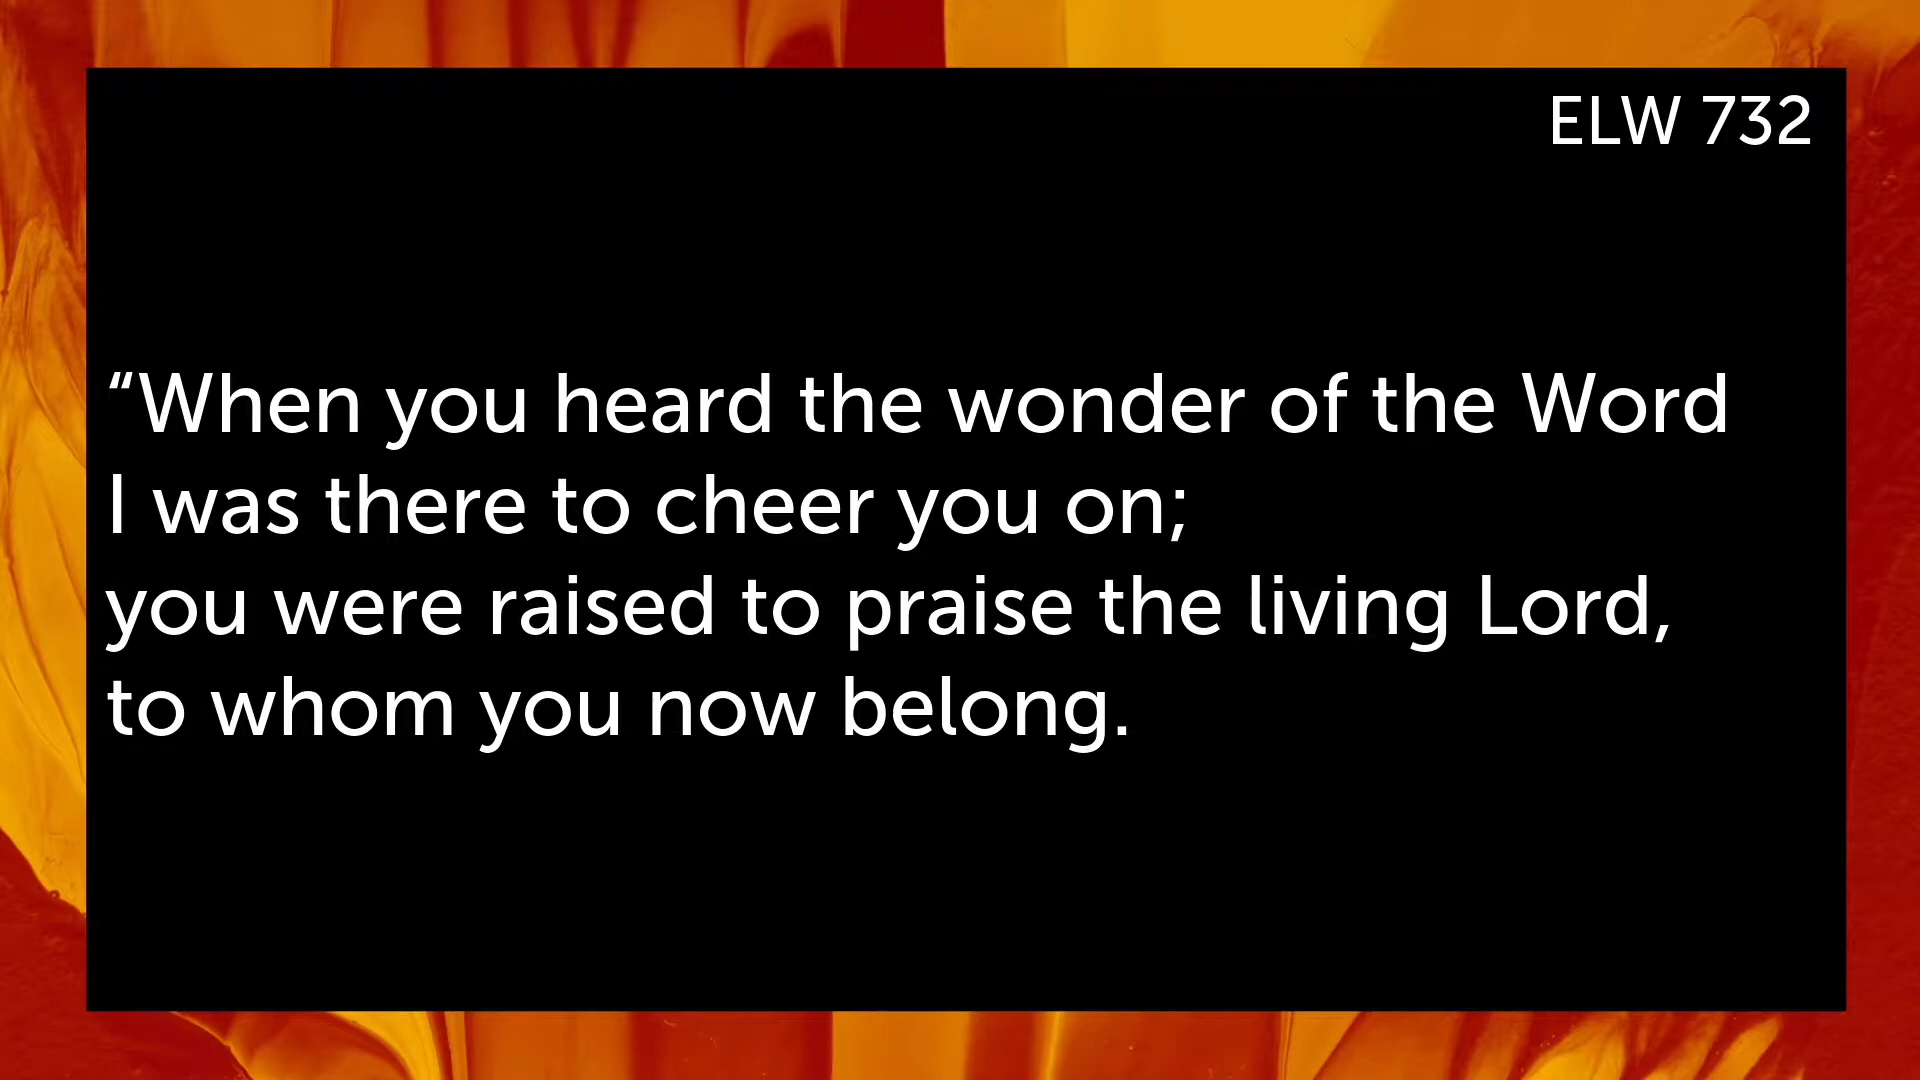 ELW 732
“When you heard the wonder of the Word
I was there to cheer you on;
you were raised to praise the living Lord,
to whom you now belong.